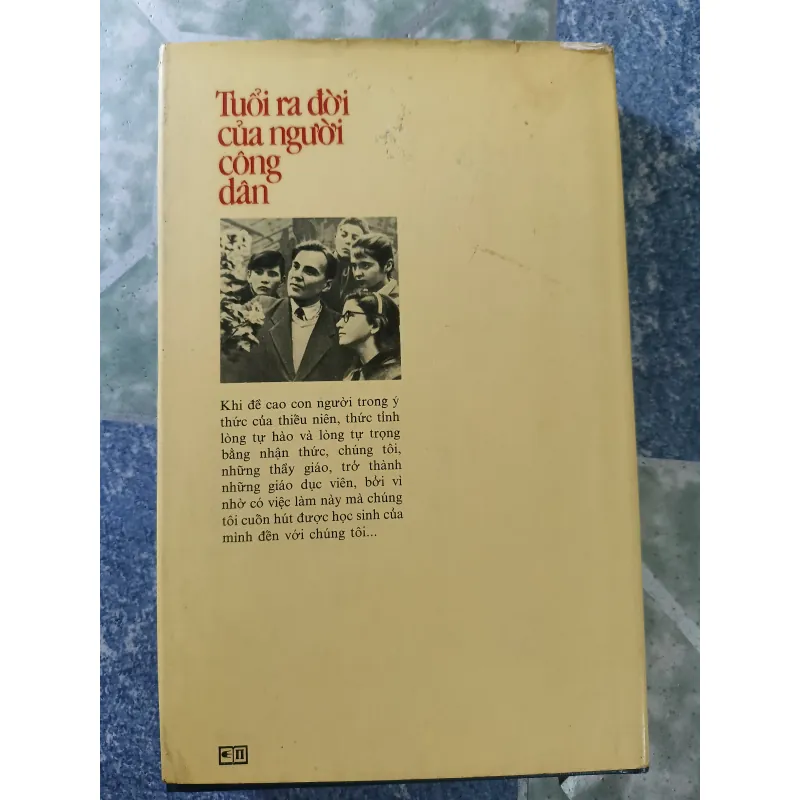 Tuổi ra đời
của người
công
dân
Khi đề cao con người trong ý
thức của thiều niên, thức tỉnh
lòng tự hào và lòng tự trọng
bằng nhận thức, chúng tôi,
những thầy giáo, trở thành
những giáo dục viên, bởi vì
nhờ có việc làm này mà chúng
tôi cuồn hút được học sinh của
mình đền với chúng tôi...